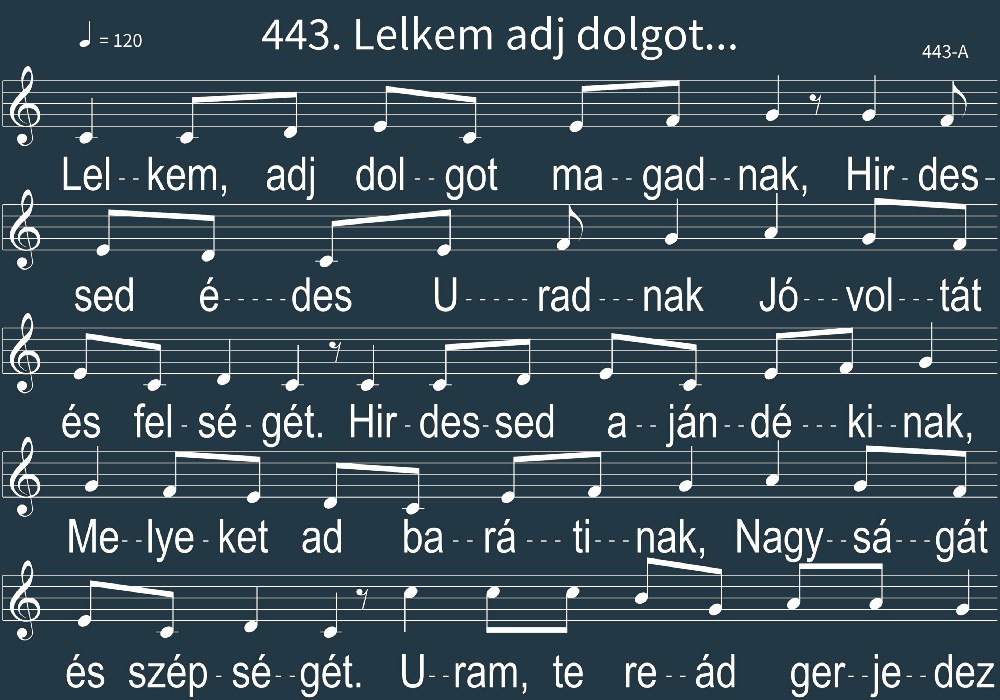 443. Lelkem adj dolgot...
= 120
443-A
Lel--kem, adj dol--got ma--gad--nak, Hir-des-
sed é-----des U-----rad---nak Jó---vol---tát
és fel-sé-gét. Hir-des-sed a--ján--dé---ki-nak,
Me--lye-ket ad ba--rá---ti---nak, Nagy--sá---gát
és szép-sé-gét. U--ram, te re--ád ger--je--dez